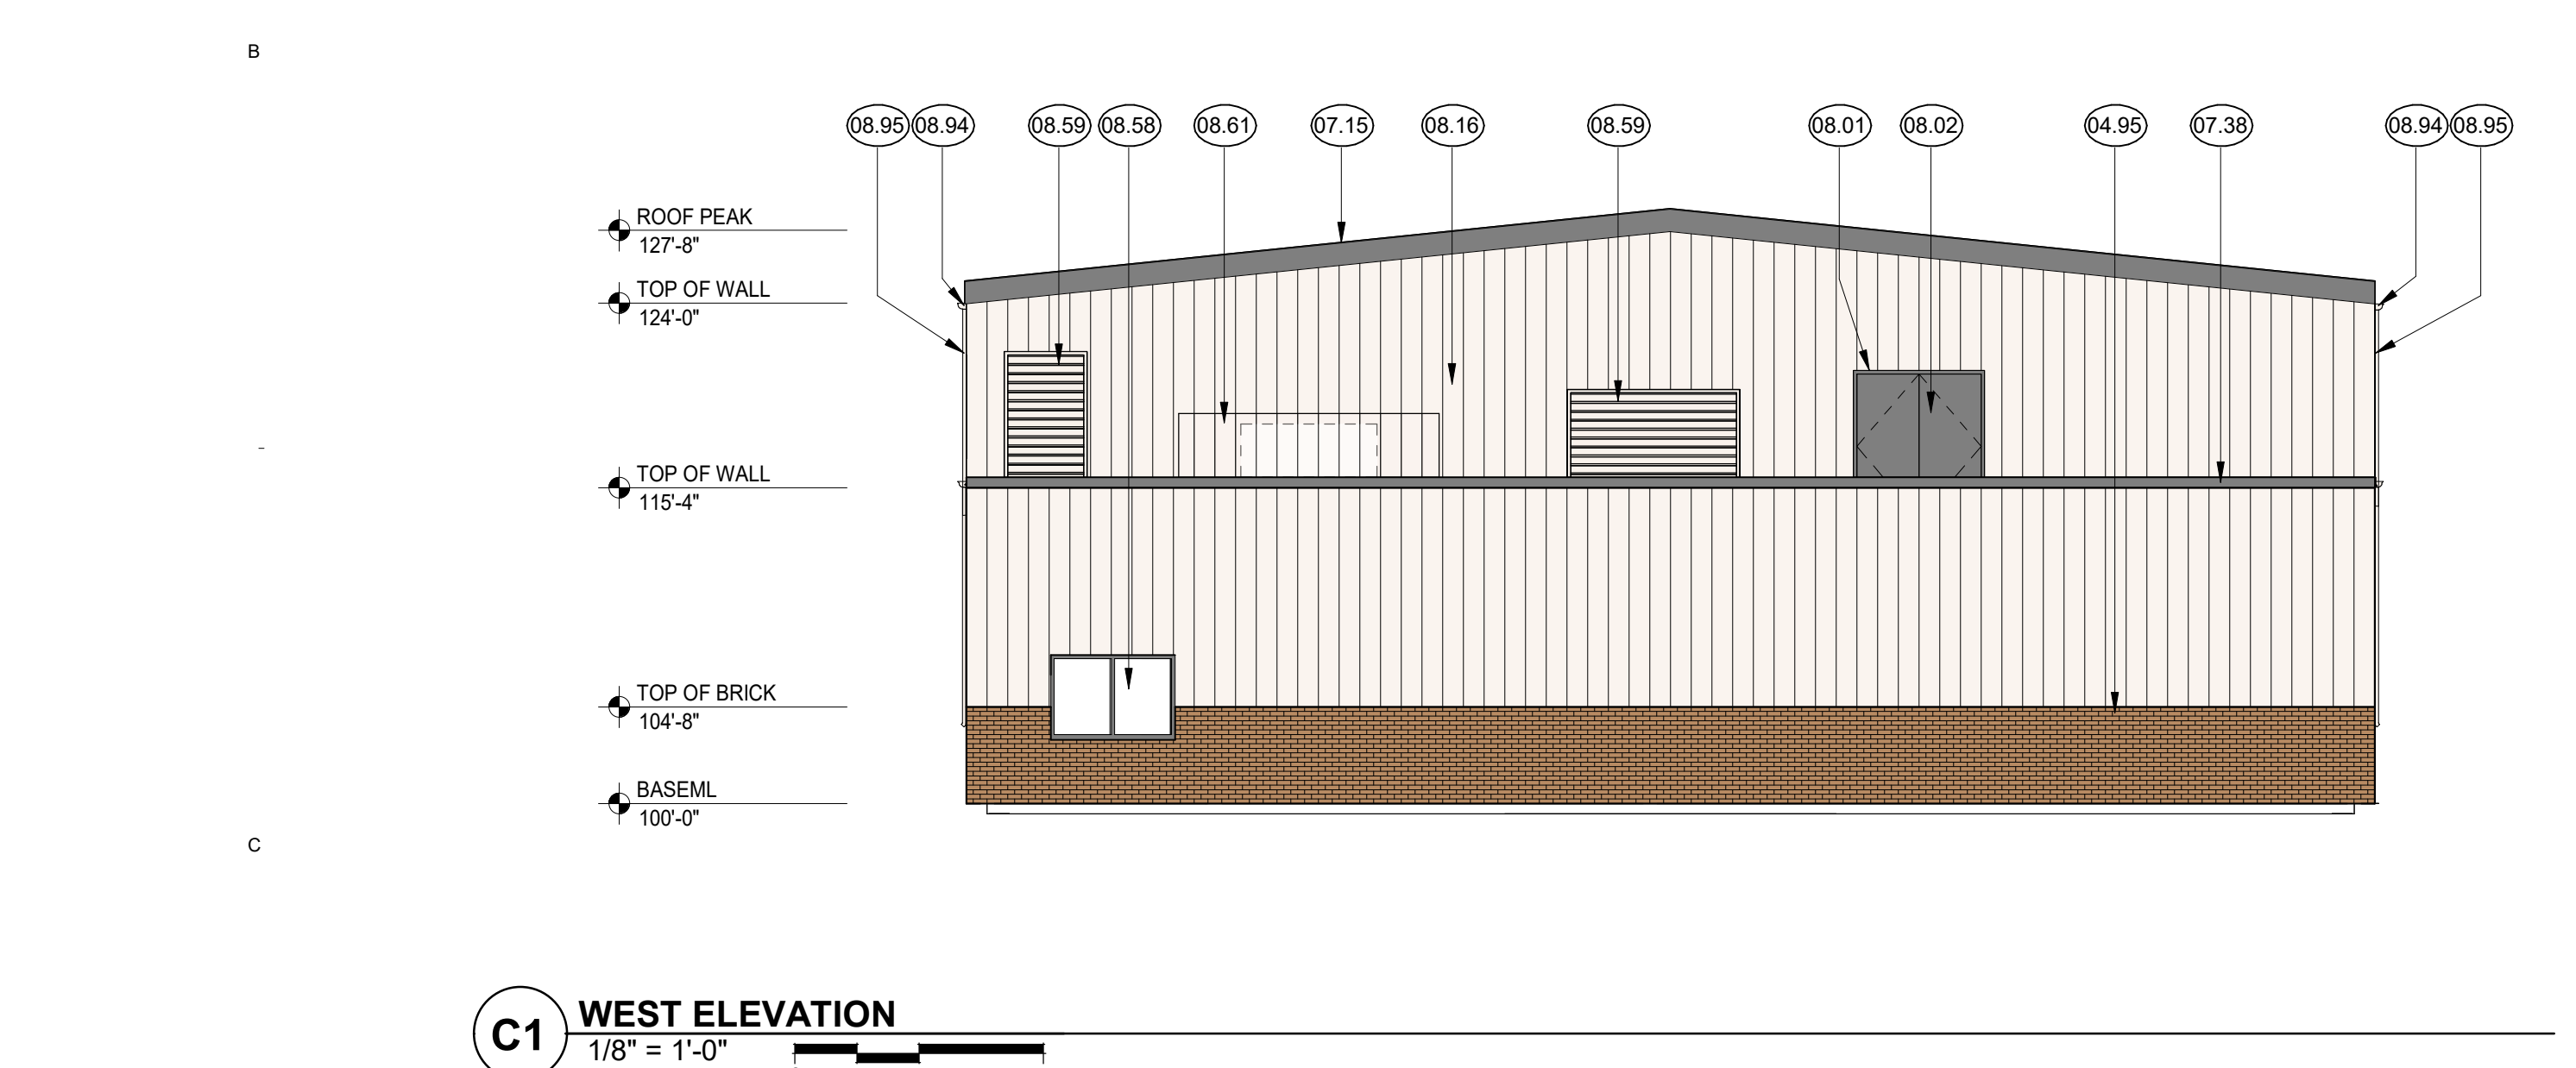 B
08.95 08.94 08.59 08.58 08.61 07.15 08.16 08.59 08.01 08.02 04.95 07.38 08.94 08.95
ROOF PEAK
127'-8"
TOP OF WALL
124'-0"
TOP OF WALL
115'-4"
TOP OF BRICK
104'-8"
BASEML
100'-0"
C
C1
WEST ELEVATION
1/8" = 1'-0"